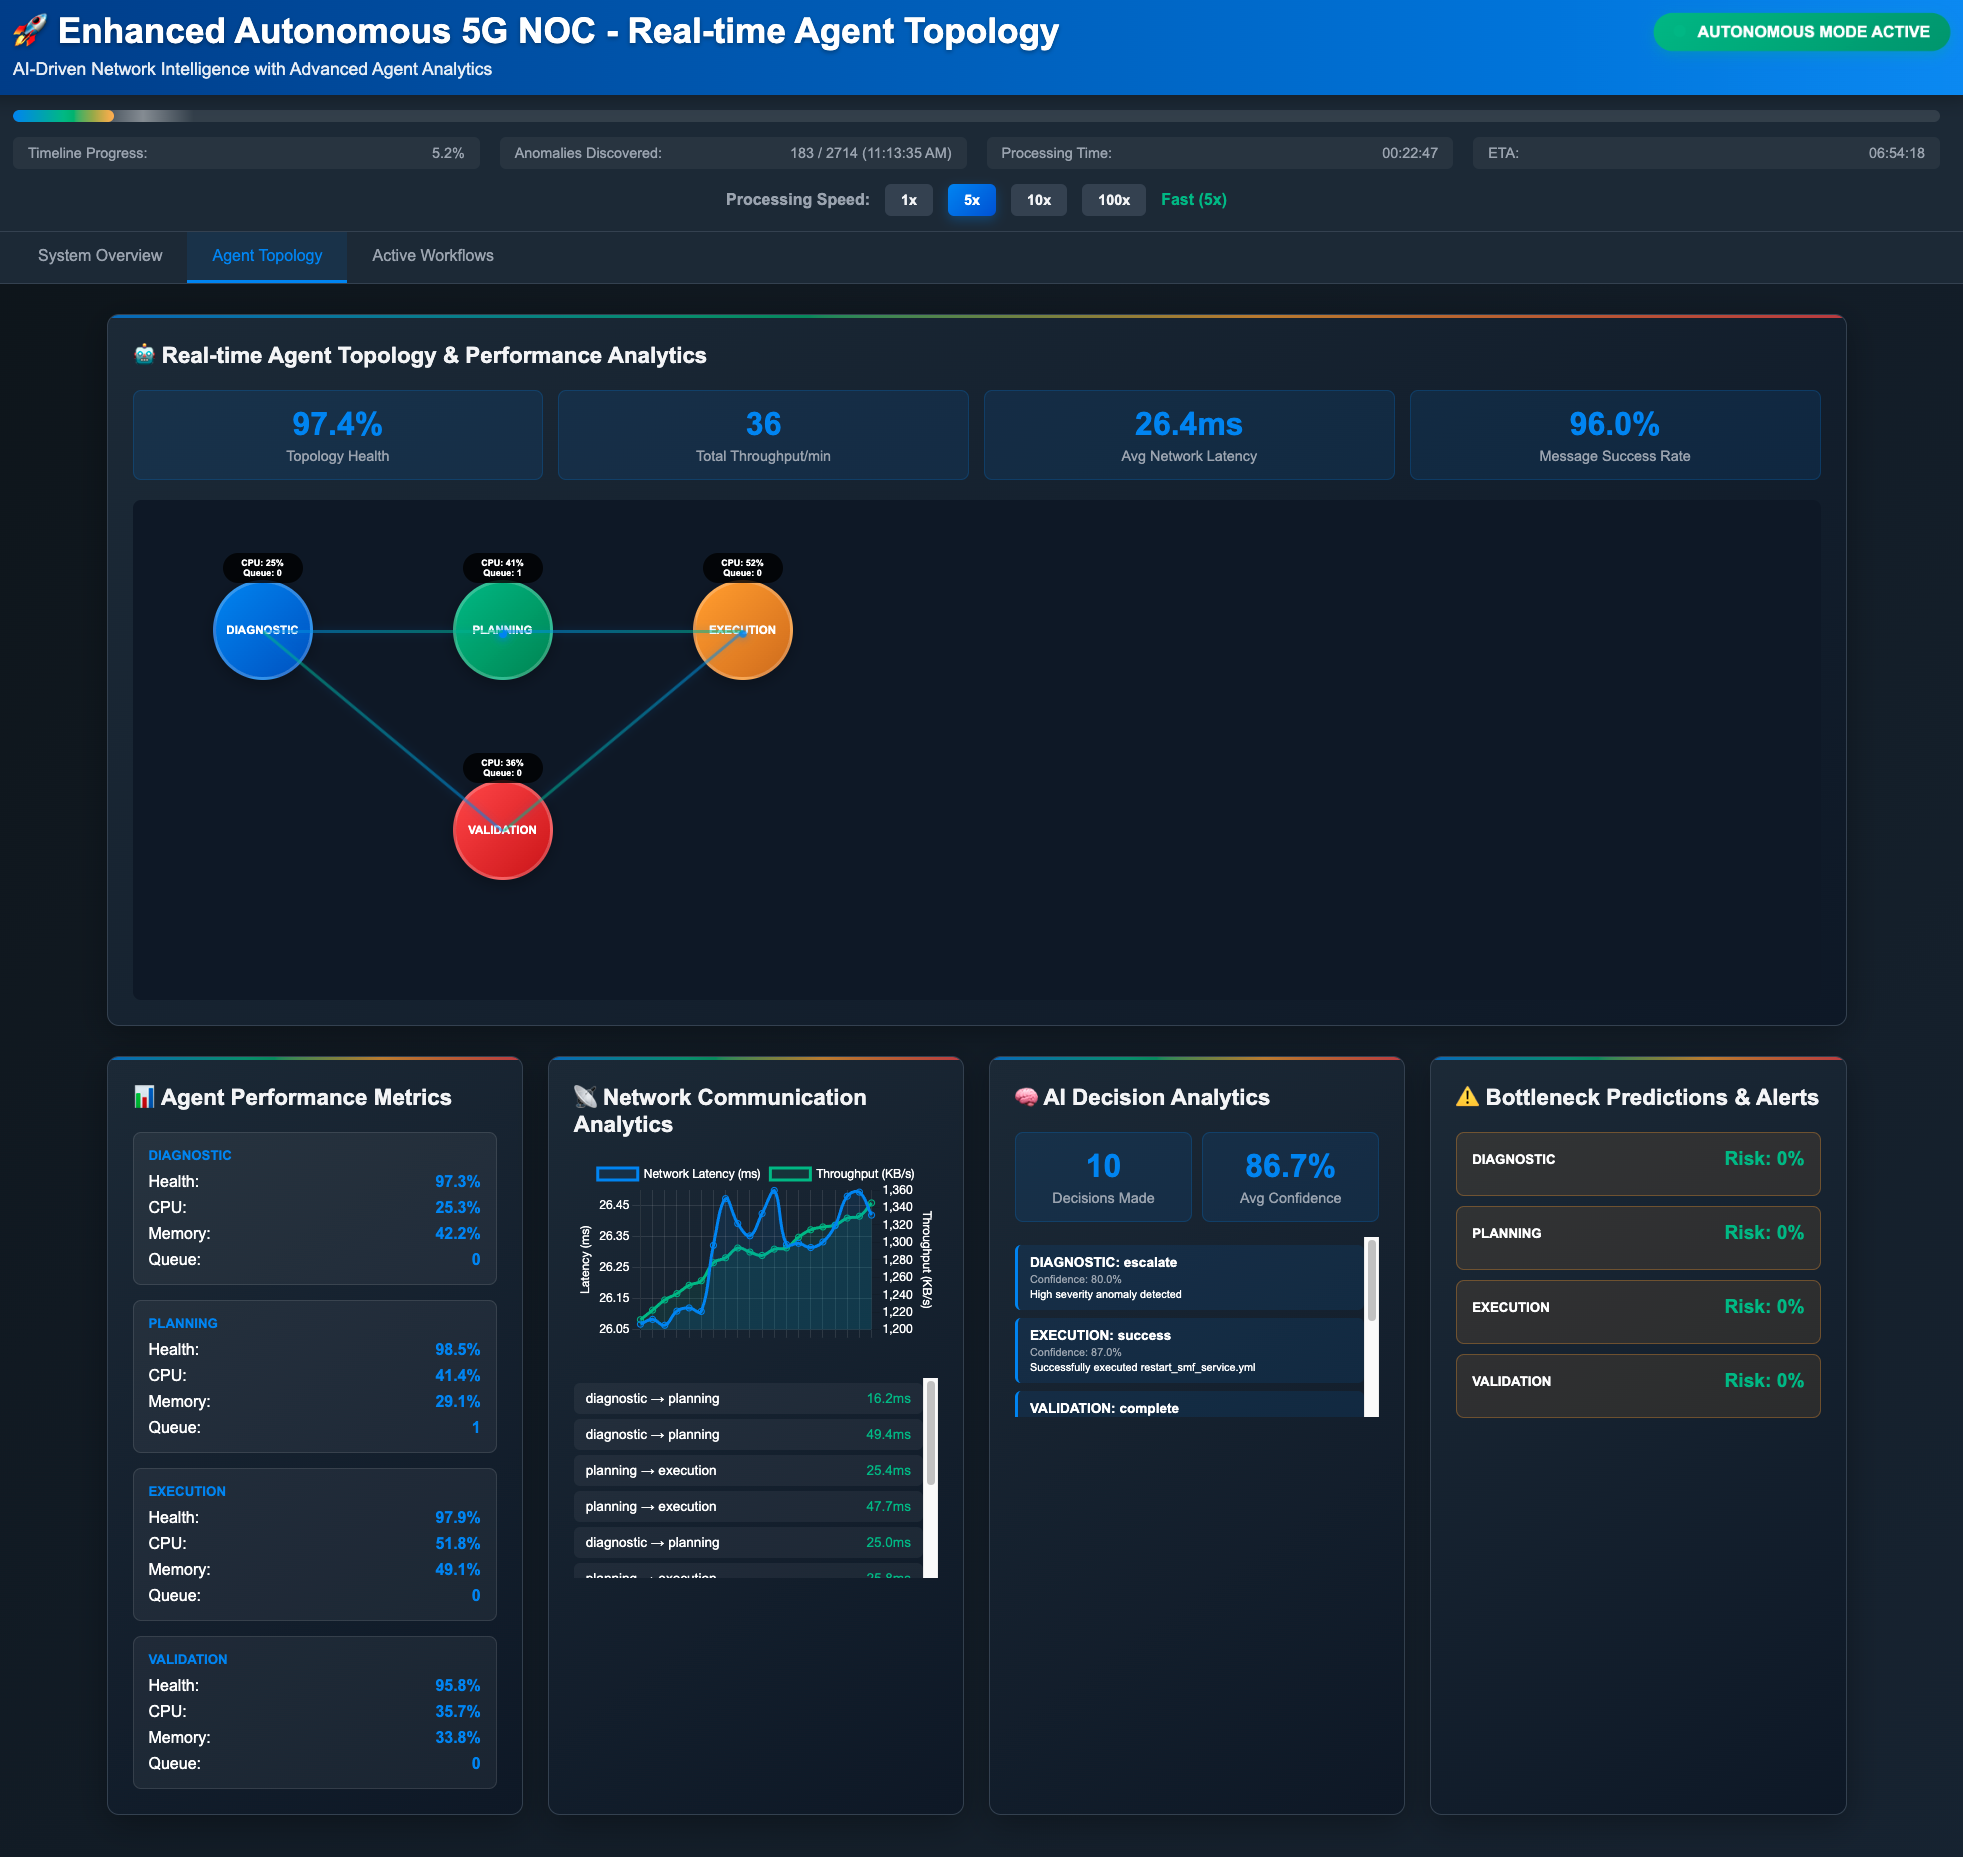 🚀 Enhanced Autonomous 5G NOC - Real-time Agent Topology
AUTONOMOUS MODE ACTIVE
AI-Driven Network Intelligence with Advanced Agent Analytics
Timeline Progress: 5.2%
Anomalies Discovered: 183 / 2714 (11:13:35 AM)
Processing Time: 00:22:47
ETA: 06:54:18
Processing Speed: 1x 5x 10x 100x Fast (5x)
System Overview
Agent Topology
Active Workflows
🤖 Real-time Agent Topology & Performance Analytics
97.4%
Topology Health
36
Total Throughput/min
26.4ms
Avg Network Latency
96.0%
Message Success Rate
CPU: 25%
Queue: 0
DIAGNOSTIC
CPU: 41%
Queue: 1
PLANNING
CPU: 52%
Queue: 0
EXECUTION
CPU: 36%
Queue: 0
VALIDATION
📊 Agent Performance Metrics
DIAGNOSTIC
Health: 97.3%
CPU: 25.3%
Memory: 42.2%
Queue: 0
PLANNING
Health: 98.5%
CPU: 41.4%
Memory: 29.1%
Queue: 1
EXECUTION
Health: 97.9%
CPU: 51.8%
Memory: 49.1%
Queue: 0
VALIDATION
Health: 95.8%
CPU: 35.7%
Memory: 33.8%
Queue: 0
📡 Network Communication
Analytics
Network Latency (ms) Throughput (KB/s)
Latency (ms)
26.45
26.35
26.25
26.15
26.05
1,360
1,340
1,320
1,300
1,280
1,260
1,240
1,220
1,200
Throughput (KB/s)
diagnostic → planning 16.2ms
diagnostic → planning 49.4ms
planning → execution 25.4ms
planning → execution 47.7ms
diagnostic → planning 25.0ms
planning → execution 25.8ms
🧠 AI Decision Analytics
10
Decisions Made
86.7%
Avg Confidence
DIAGNOSTIC: escalate
Confidence: 80.0%
High severity anomaly detected
EXECUTION: success
Confidence: 87.0%
Successfully executed restart_smf_service.yml
VALIDATION: complete
⚠️ Bottleneck Predictions & Alerts
DIAGNOSTIC Risk: 0%
PLANNING Risk: 0%
EXECUTION Risk: 0%
VALIDATION Risk: 0%